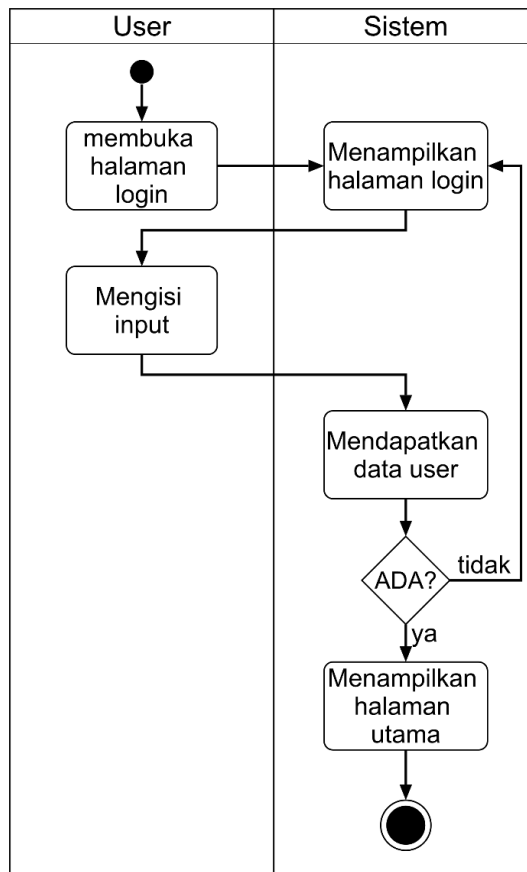 User
Sistem
membuka
halaman
login
Menampilkan
halaman login
Mengisi
input
Mendapatkan
data user
ADA?
tidak
ya
Menampilkan
halaman
utama